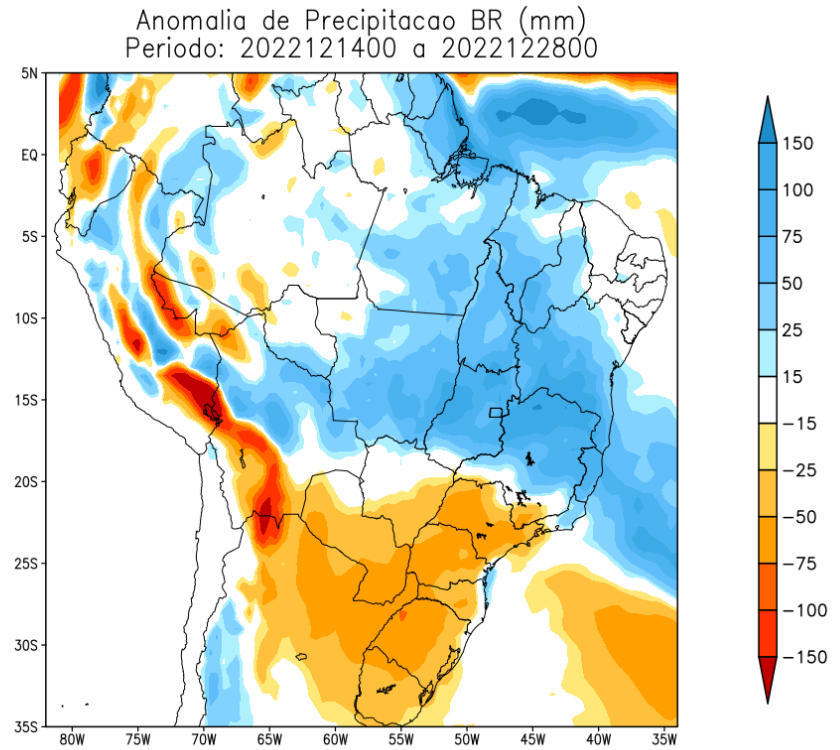 Anomalia de Precipitacao BR (mm)
Periodo: 2022121400 a 2022122800
5N
EQ
5S
10S
15S
20S
25S
30S
35S
80W 75W 70W 65W 60W 55W 50W 45W 40W 35W
150
100
75
50
25
15
-15
-25
-50
-75
-100
-150